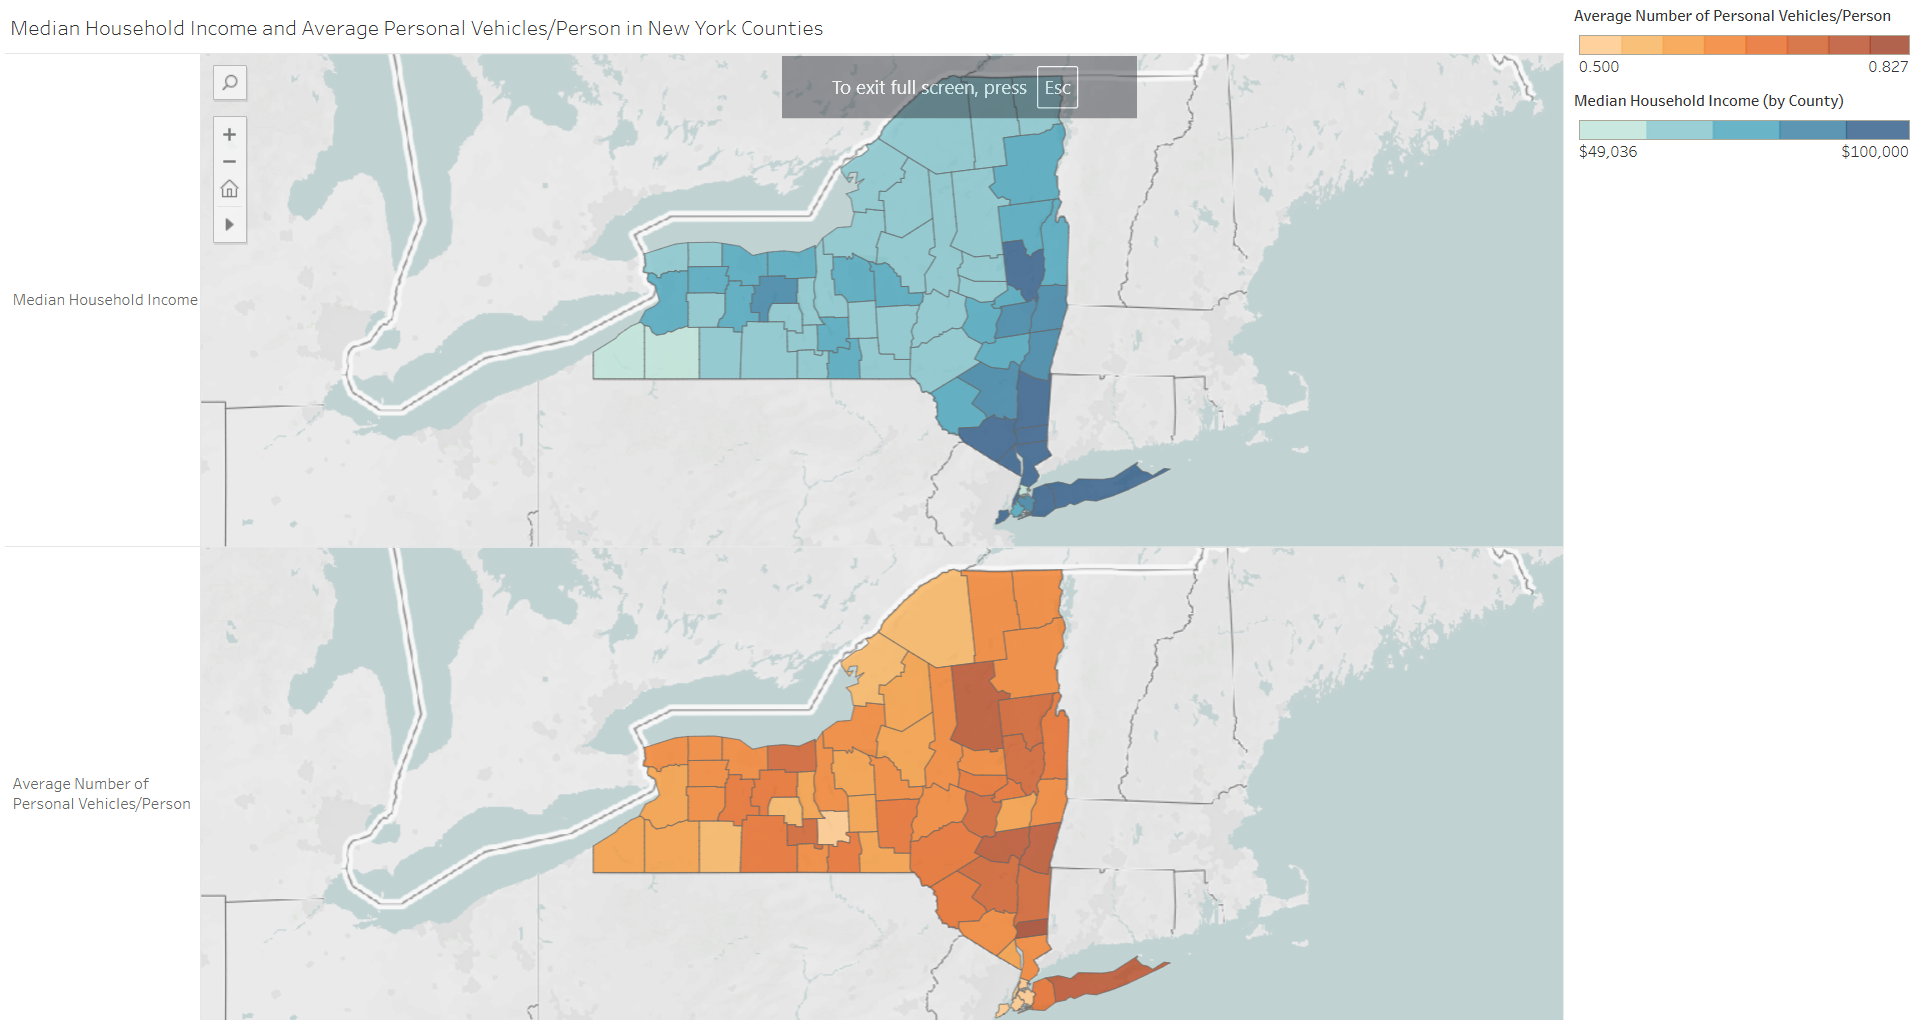 Median Household Income and Average Personal Vehicles/Person in New York Counties
Average Number of Personal Vehicles/Person
0.500 0.827
Median Household Income (by County)
$49,036 $100,000
To exit full screen, press Esc
Median Household Income
Average Number of
Personal Vehicles/Person